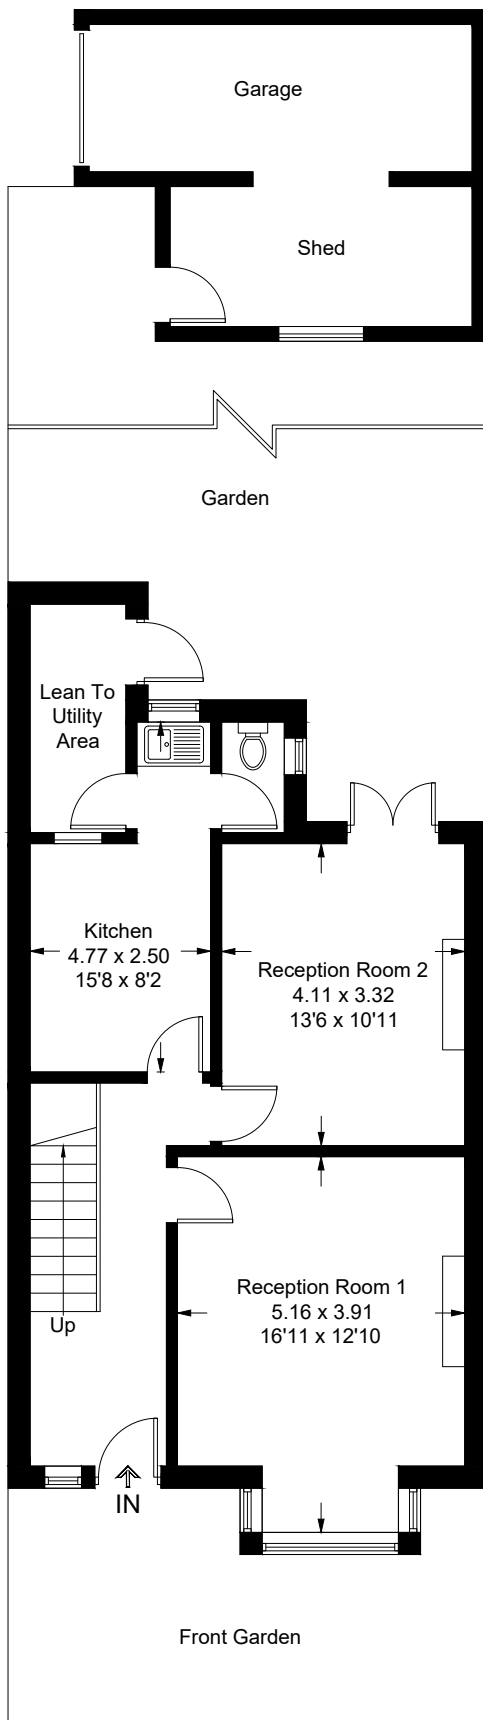 Garage
Shed
Garden
Lean To
Utility
Area
Kitchen
4.77 x 2.50
15'8 x 8'2
Reception Room 2
4.11 x 3.32
13'6 x 10'11
Reception Room 1
5.16 x 3.91
16'11 x 12'10
Up
IN
Front Garden